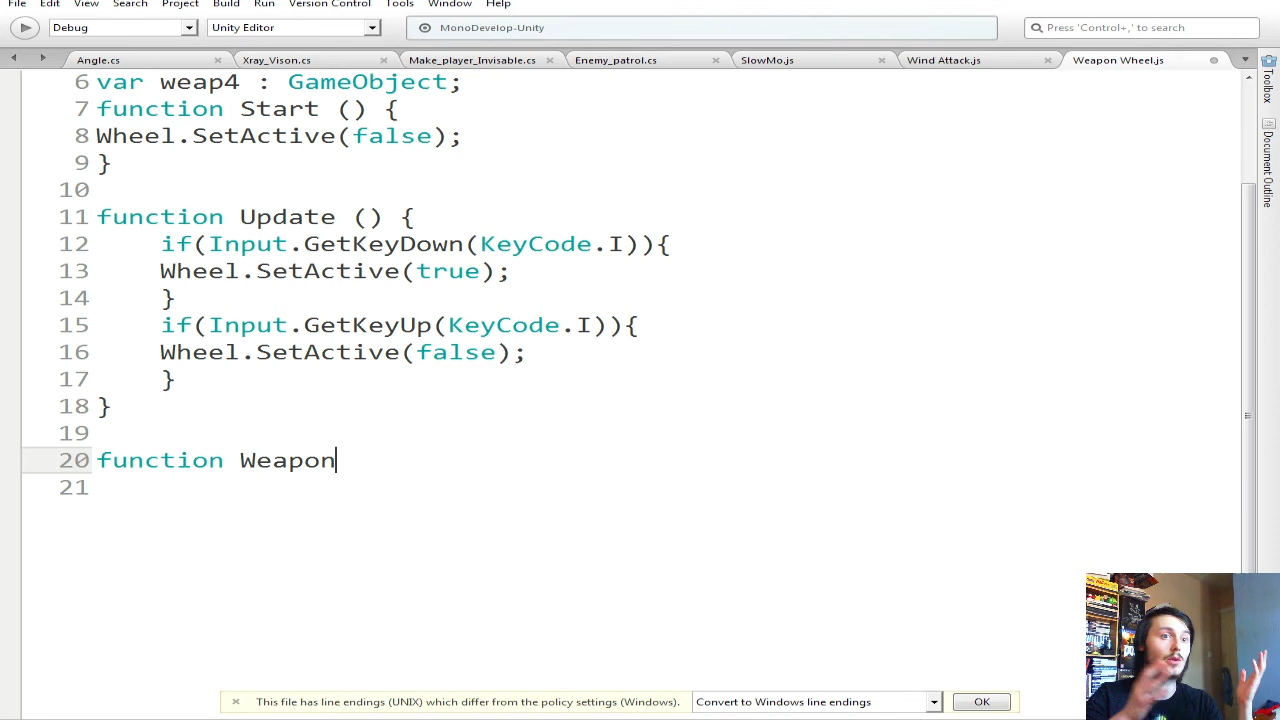 File Edit View Search Project Build Run Version Control Tools Window Help
Debug Unity Editor MonoDevelop-Unity Press 'Control+,' to search
Angle.cs Xray_Vison.cs Make_player_Invisable.cs Enemy_patrol.cs SlowMo.js Wind Attack.js Weapon Wheel.js
Toolbox
Document Outline
6 var weap4 : GameObject;
7 function Start () {
8 Wheel.SetActive(false);
9 }
10
11 function Update () {
12 if(Input.GetKeyDown(KeyCode.I)){
13 Wheel.SetActive(true);
14 }
15 if(Input.GetKeyUp(KeyCode.I)){
16 Wheel.SetActive(false);
17 }
18 }
19
20 function Weapon
21
This file has line endings (UNIX) which differ from the policy settings (Windows). Convert to Windows line endings OK